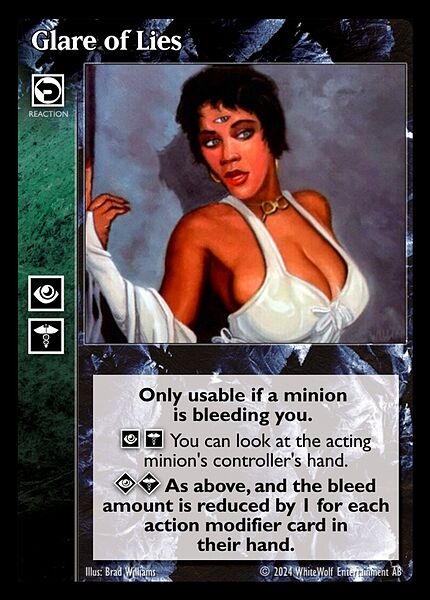 Glare of Lies
REACTION
Only usable if a minion
is bleeding you.
You can look at the acting
minion's controller's hand.
As above, and the bleed
amount is reduced by 1 for each
action modifier card in
their hand.
Illus: Brad Williams © 2024 WhiteWolf Entertainment AB